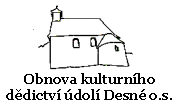 Obnova kulturního
dědictví údolí Desné o.s.